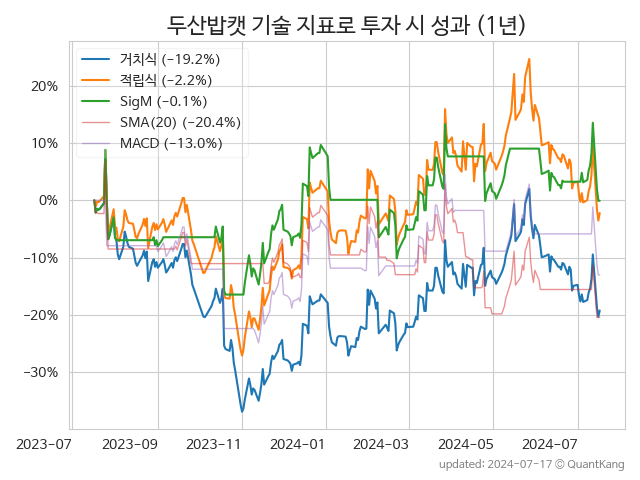 두산밥캣 기술 지표로 투자 시 성과 (1년)
거치식 (−19.2%)
적립식 (−2.2%)
SigM (−0.1%)
SMA(20) (−20.4%)
MACD (−13.0%)
20%
10%
0%
−10%
−20%
−30%
2023-07 2023-09 2023-11 2024-01 2024-03 2024-05 2024-07
updated: 2024-07-17 © QuantKang